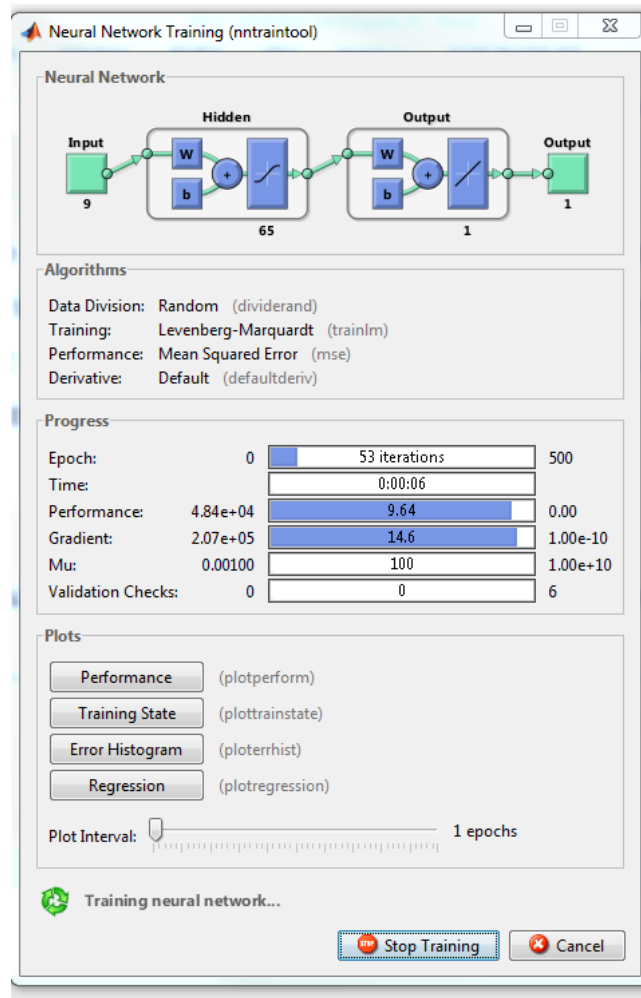 Neural Network Training (nntraintool)
Neural Network
Hidden
Output
Input
Output
W
b
+
W
b
+
9
65
1
1
Algorithms
Data Division: Random (dividerand)
Training: Levenberg-Marquardt (trainlm)
Performance: Mean Squared Error (mse)
Derivative: Default (defaultderiv)
Progress
Epoch: 0 53 iterations 500
Time: 0:00:06
Performance: 4.84e+04 9.64 0.00
Gradient: 2.07e+05 14.6 1.00e-10
Mu: 0.00100 100 1.00e+10
Validation Checks: 0 0 6
Plots
Performance (plotperform)
Training State (plottrainstate)
Error Histogram (ploterrhist)
Regression (plotregression)
Plot Interval: 1 epochs
Training neural network...
STOP Stop Training Cancel